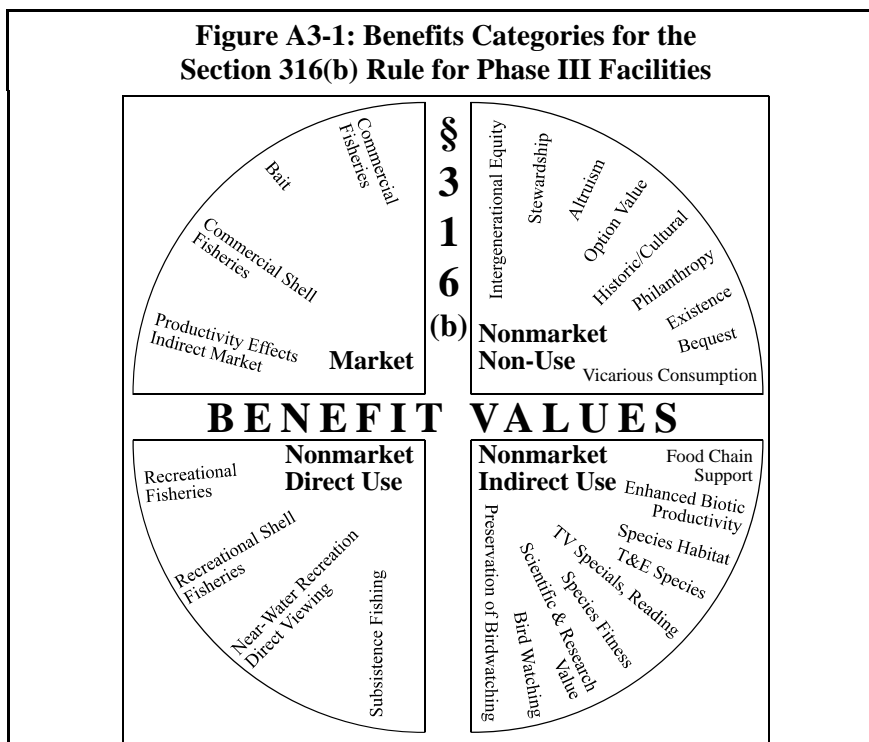 Figure A3-1: Benefits Categories for the
Section 316(b) Rule for Phase III Facilities
Commercial
Fisheries
Bait
Commercial Shell
Fisheries
Productivity Effects
Indirect Market
Market
§
3
1
6
(b)
Intergenerational Equity
Stewardship
Altruism
Option Value
Historic/Cultural
Philanthropy
Existence
Bequest
Vicarious Consumption
Nonmarket
Non-Use
BENEFIT VALUES
Nonmarket
Direct Use
Recreational
Fisheries
Recreational Shell
Fisheries
Near-Water Recreation
Direct Viewing
Subsistence Fishing
Nonmarket
Indirect Use
Food Chain
Support
Enhanced Biotic
Productivity
Species Habitat
T&E Species
TV Specials, Reading
Species Fitness
Scientific & Research
Value
Bird Watching
Preservation of Birdwatching